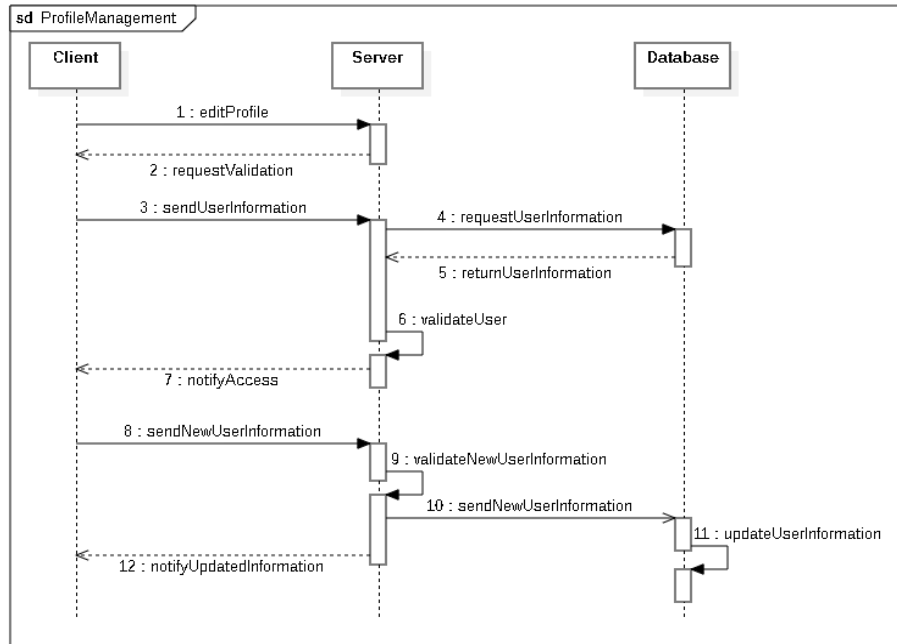 sd ProfileManagement
Client
Server
Database
1 : editProfile
2 : requestValidation
3 : sendUserInformation
4 : requestUserInformation
5 : returnUserInformation
6 : validateUser
7 : notifyAccess
8 : sendNewUserInformation
9 : validateNewUserInformation
10 : sendNewUserInformation
11 : updateUserInformation
12 : notifyUpdatedInformation